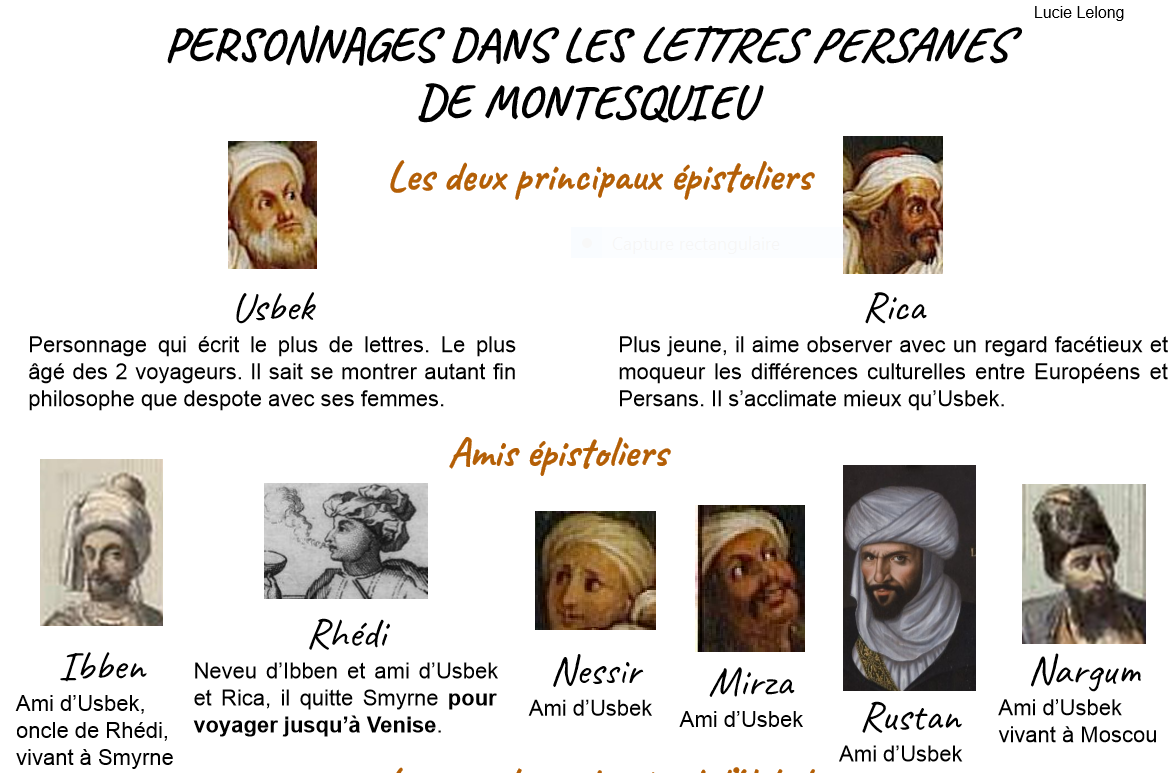 Lucie Lelong
PERSONNAGES DANS LES LETTRES PERSANES
DE MONTESQUIEU
Les deux principaux épistoliers
Capture rectangulaire
Usbek
Personnage qui écrit le plus de lettres. Le plus
âgé des 2 voyageurs. Il sait se montrer autant fin
philosophe que despote avec ses femmes.
Rica
Plus jeune, il aime observer avec un regard facétieux et
moqueur les différences culturelles entre Européens et
Persans. Il s’acclimate mieux qu’Usbek.
Amis épistoliers
Ibben
Ami d’Usbek,
oncle de Rhédi,
vivant à Smyrne
Rhédi
Neveu d’Ibben et ami d’Usbek
et Rica, il quitte Smyrne pour
voyager jusqu’à Venise.
Nessir
Ami d’Usbek
Mirza
Ami d’Usbek
Rustan
Ami d’Usbek
Nargum
Ami d’Usbek
vivant à Moscou